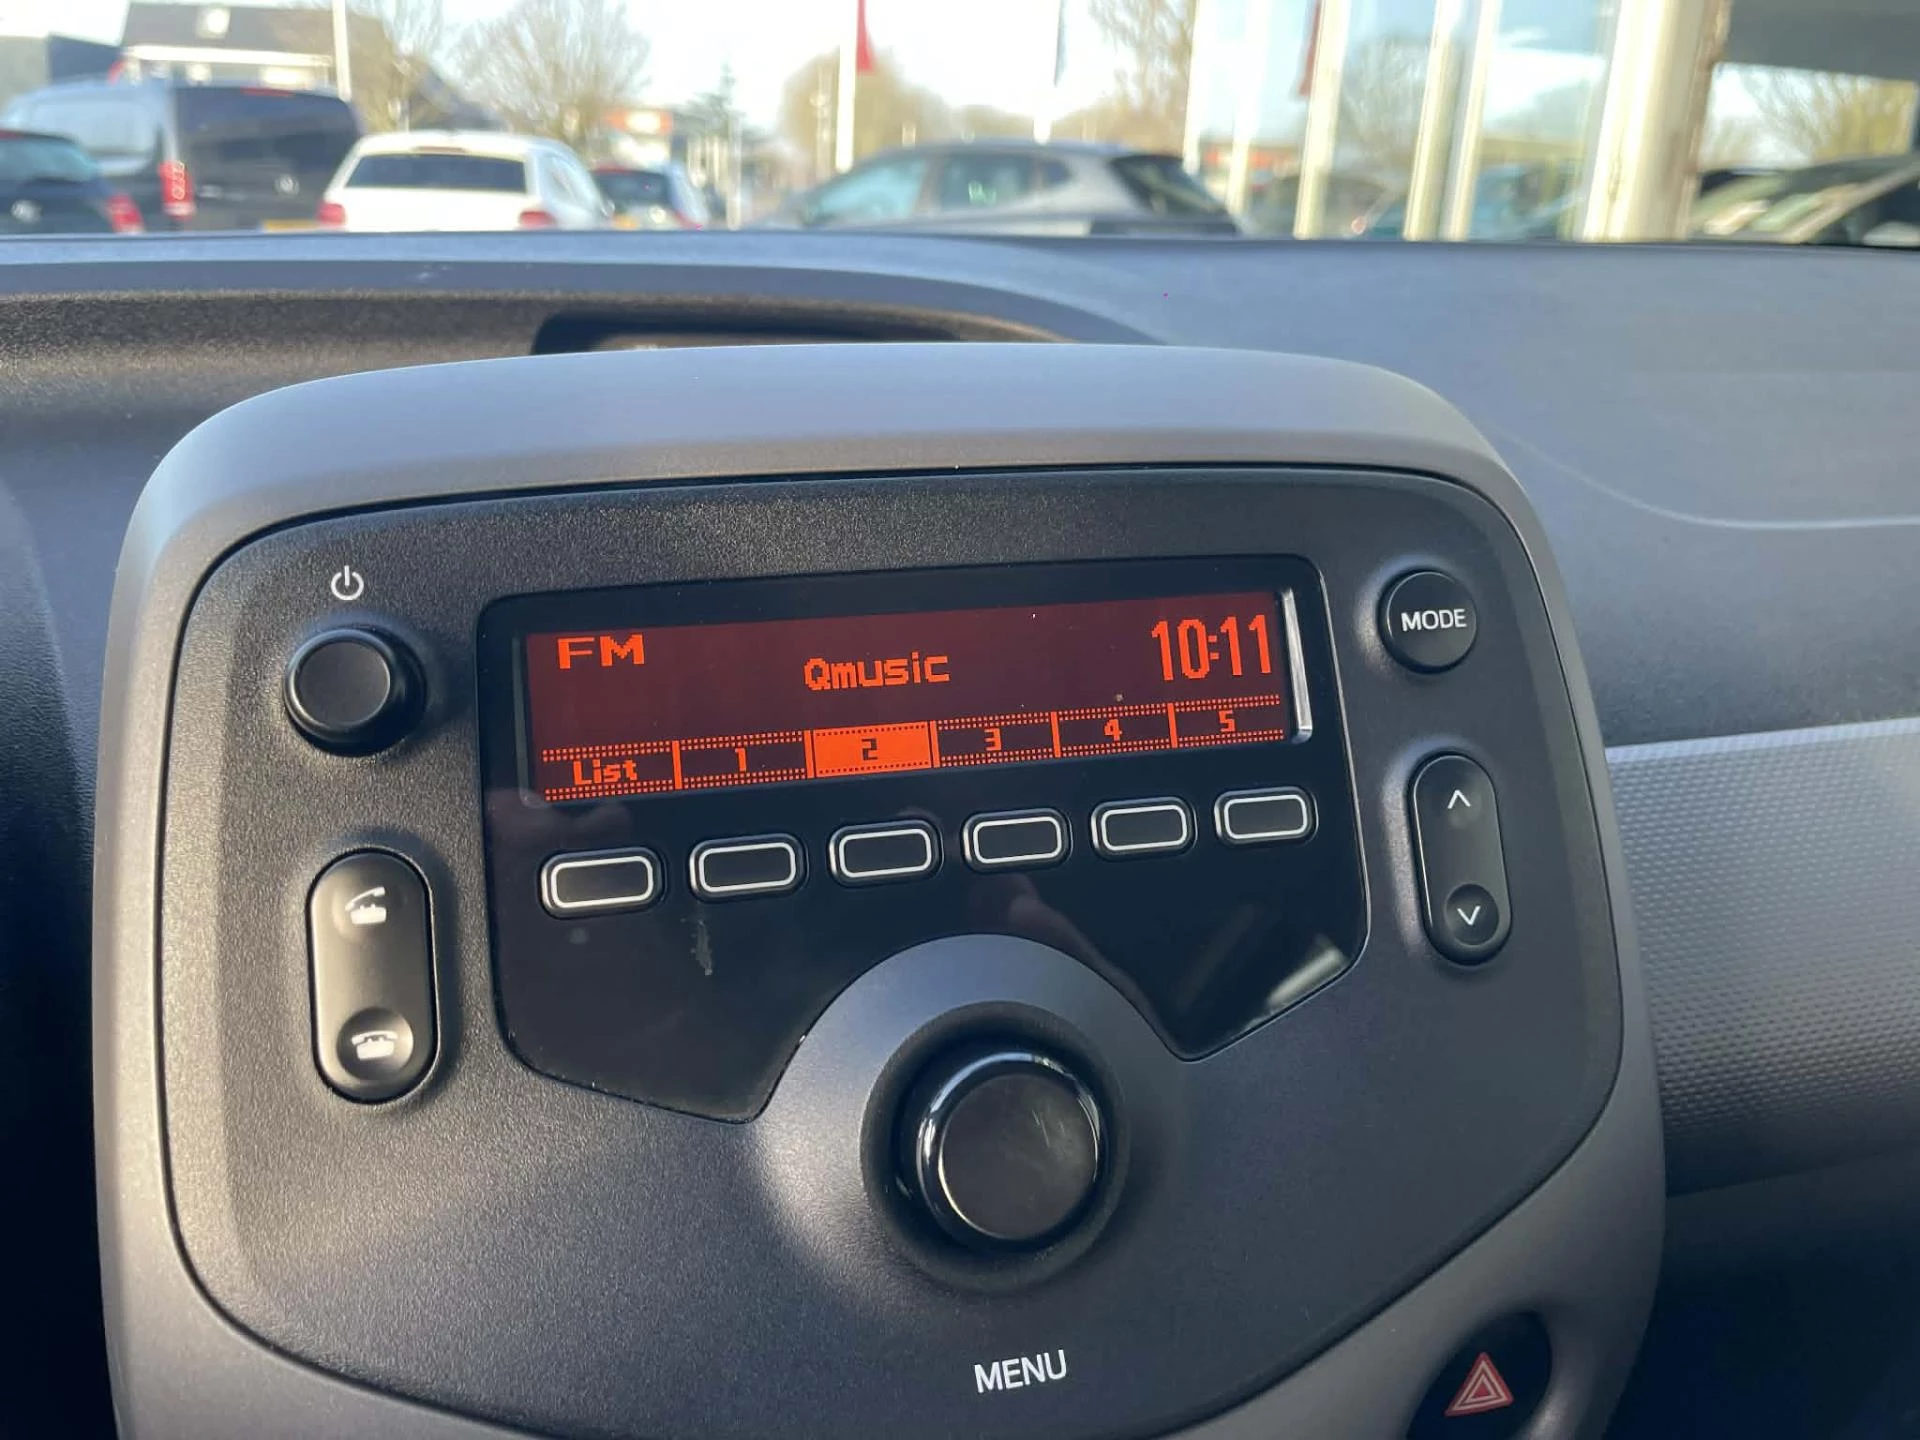 FM
Qmusic
10:11
List 1 2 3 4 5
MODE
MENU